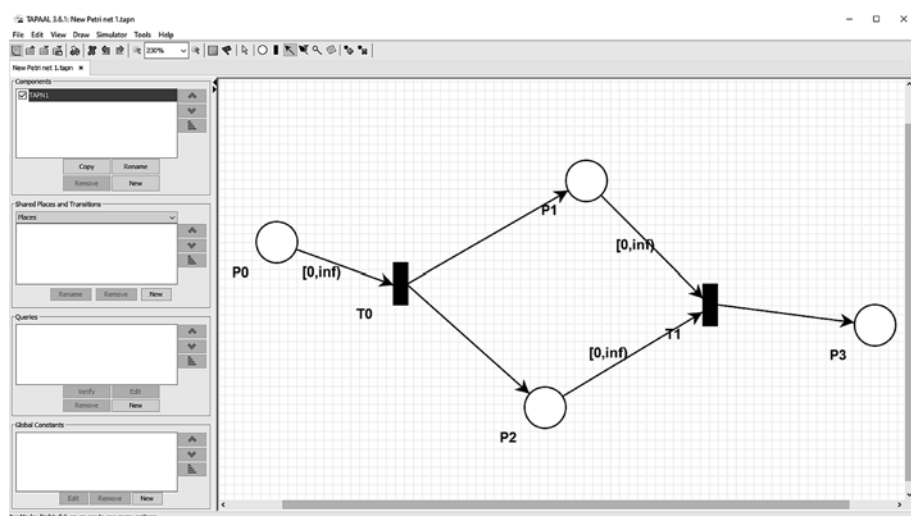 TAPAAL 3.6.1: New Petri net 1.tapn
File Edit View Draw Simulator Tools Help
230%
New Petri net 1.tapn
Components
TAPN1
Copy Rename
Remove New
Shared Places and Transitions
Places
Rename Remove New
Queries
Verify Edit
Remove New
Global Constants
Edit Remove New
P1
[0,inf)
P0
[0,inf)
T0
T1
[0,inf)
P3
P2